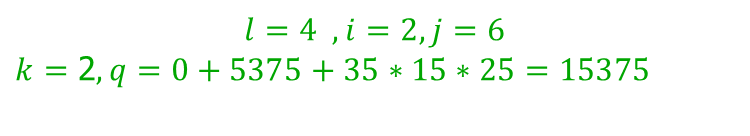 l = 4 , i = 2, j = 6
k = 2, q = 0 + 5375 + 35 * 15 * 25 = 15375